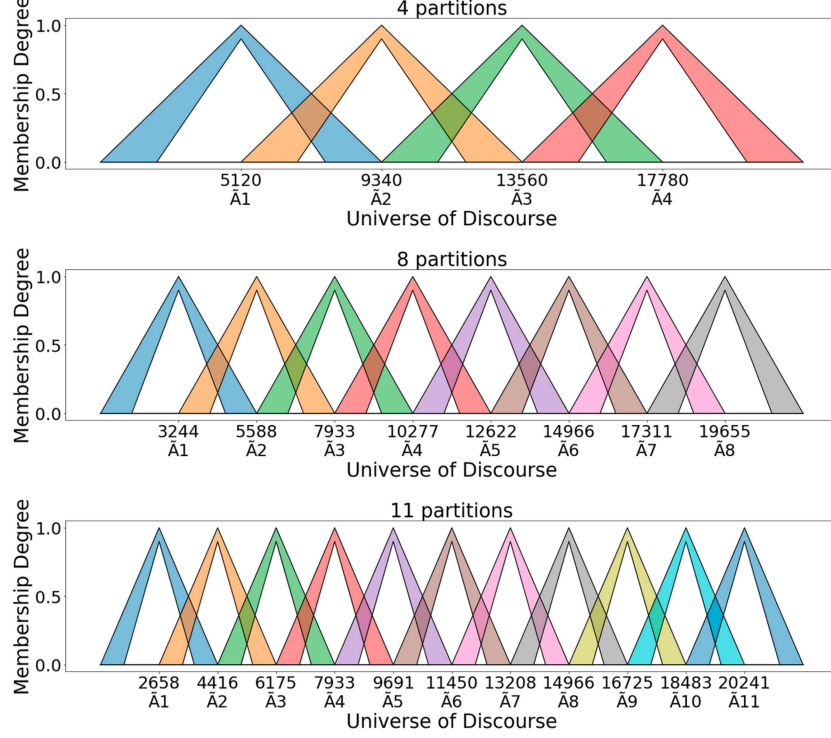 4 partitions
Membership Degree
1.0
0.5
0.0
5120 9340 13560 17780
Ã1 Ã2 Ã3 Ã4
Universe of Discourse
8 partitions
Membership Degree
1.0
0.5
0.0
3244 5588 7933 10277 12622 14966 17311 19655
Ã1 Ã2 Ã3 Ã4 Ã5 Ã6 Ã7 Ã8
Universe of Discourse
11 partitions
Membership Degree
1.0
0.5
0.0
2658 4416 6175 7933 9691 11450 13208 14966 16725 18483 20241
Ã1 Ã2 Ã3 Ã4 Ã5 Ã6 Ã7 Ã8 Ã9 Ã10 Ã11
Universe of Discourse